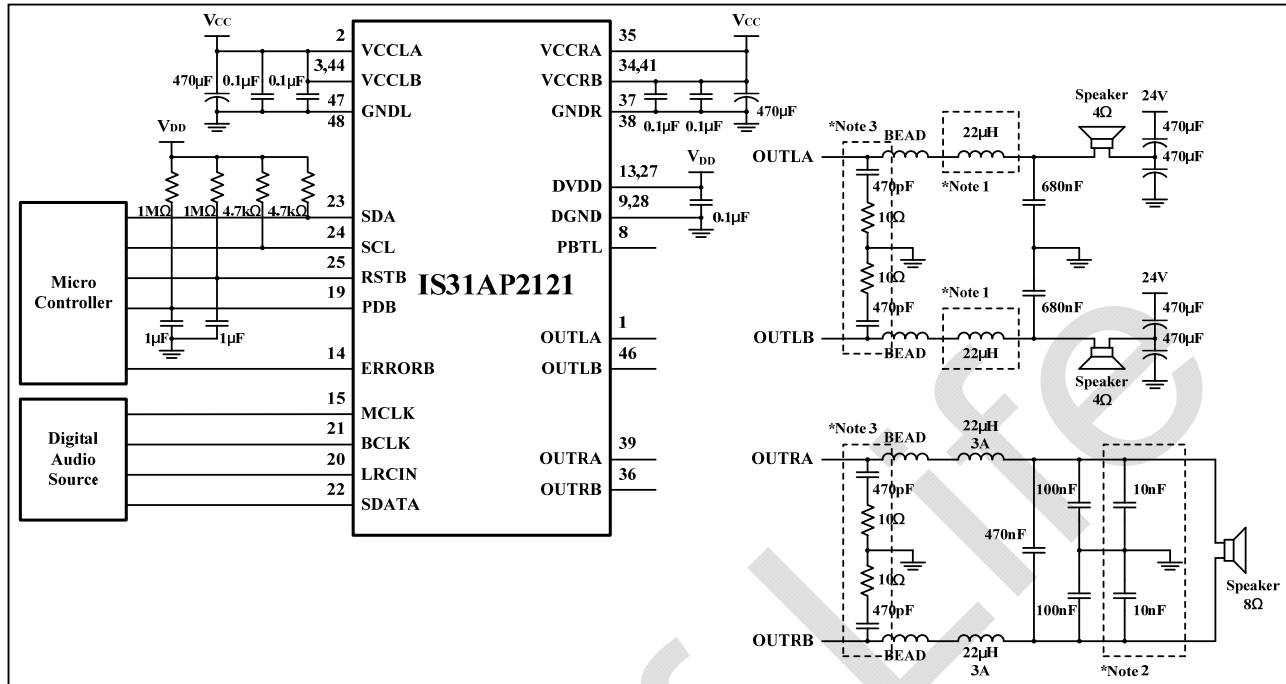 VCC
2
VCCLA
3,44
VCCLB
470µF
0.1µF
0.1µF
47
GNDL
48
VDD
1MΩ
1MΩ
4.7kΩ
4.7kΩ
23
SDA
24
SCL
25
RSTB
19
PDB
1µF
1µF
14
ERRORB
Micro
Controller
15
MCLK
21
BCLK
20
LRCIN
22
SDATA
Digital
Audio
Source
IS31AP2121
VCC
35
VCCRA
34,41
VCCRB
37
GNDR
38
0.1µF
0.1µF
470µF
VDD
13,27
DVDD
9,28
DGND
0.1µF
8
PBTL
1
OUTLA
46
OUTLB
39
OUTRA
36
OUTRB
*Note 3
BEAD
22µH
*Note 1
Speaker
4Ω
24V
470µF
470µF
OUTLA
470pF
10Ω
680nF
10Ω
470pF
*Note 1
680nF
24V
470µF
470µF
OUTLB
BEAD
22µH
Speaker
4Ω
*Note 3
BEAD
22µH
3A
OUTRA
470pF
10Ω
100nF
10nF
470nF
10Ω
470pF
100nF
10nF
Speaker
8Ω
OUTRB
BEAD
22µH
3A
*Note 2
f Life